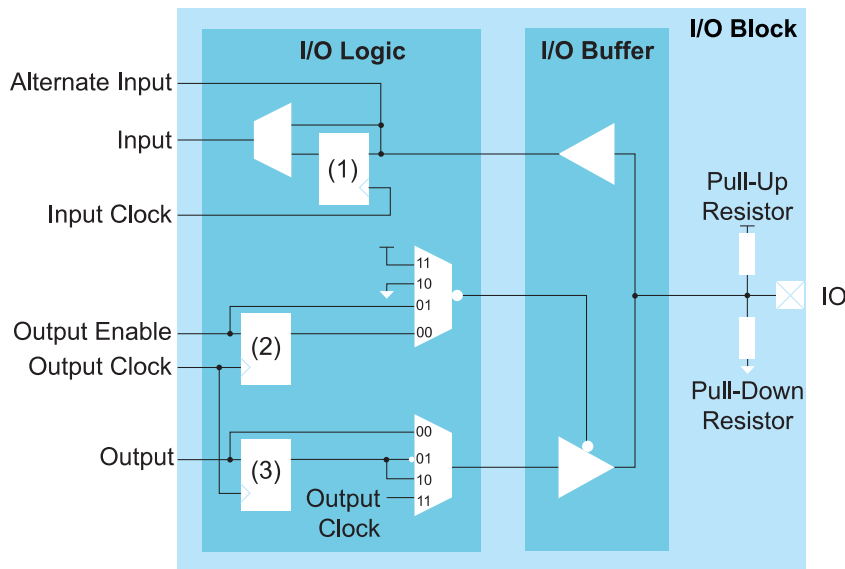 I/O Block
I/O Logic
I/O Buffer
Alternate Input
Input
(1)
Input Clock
Pull-Up
Resistor
11
10
01
00
IO
Output Enable
(2)
Output Clock
Pull-Down
Resistor
00
Output
(3)
01
10
11
Output
Clock